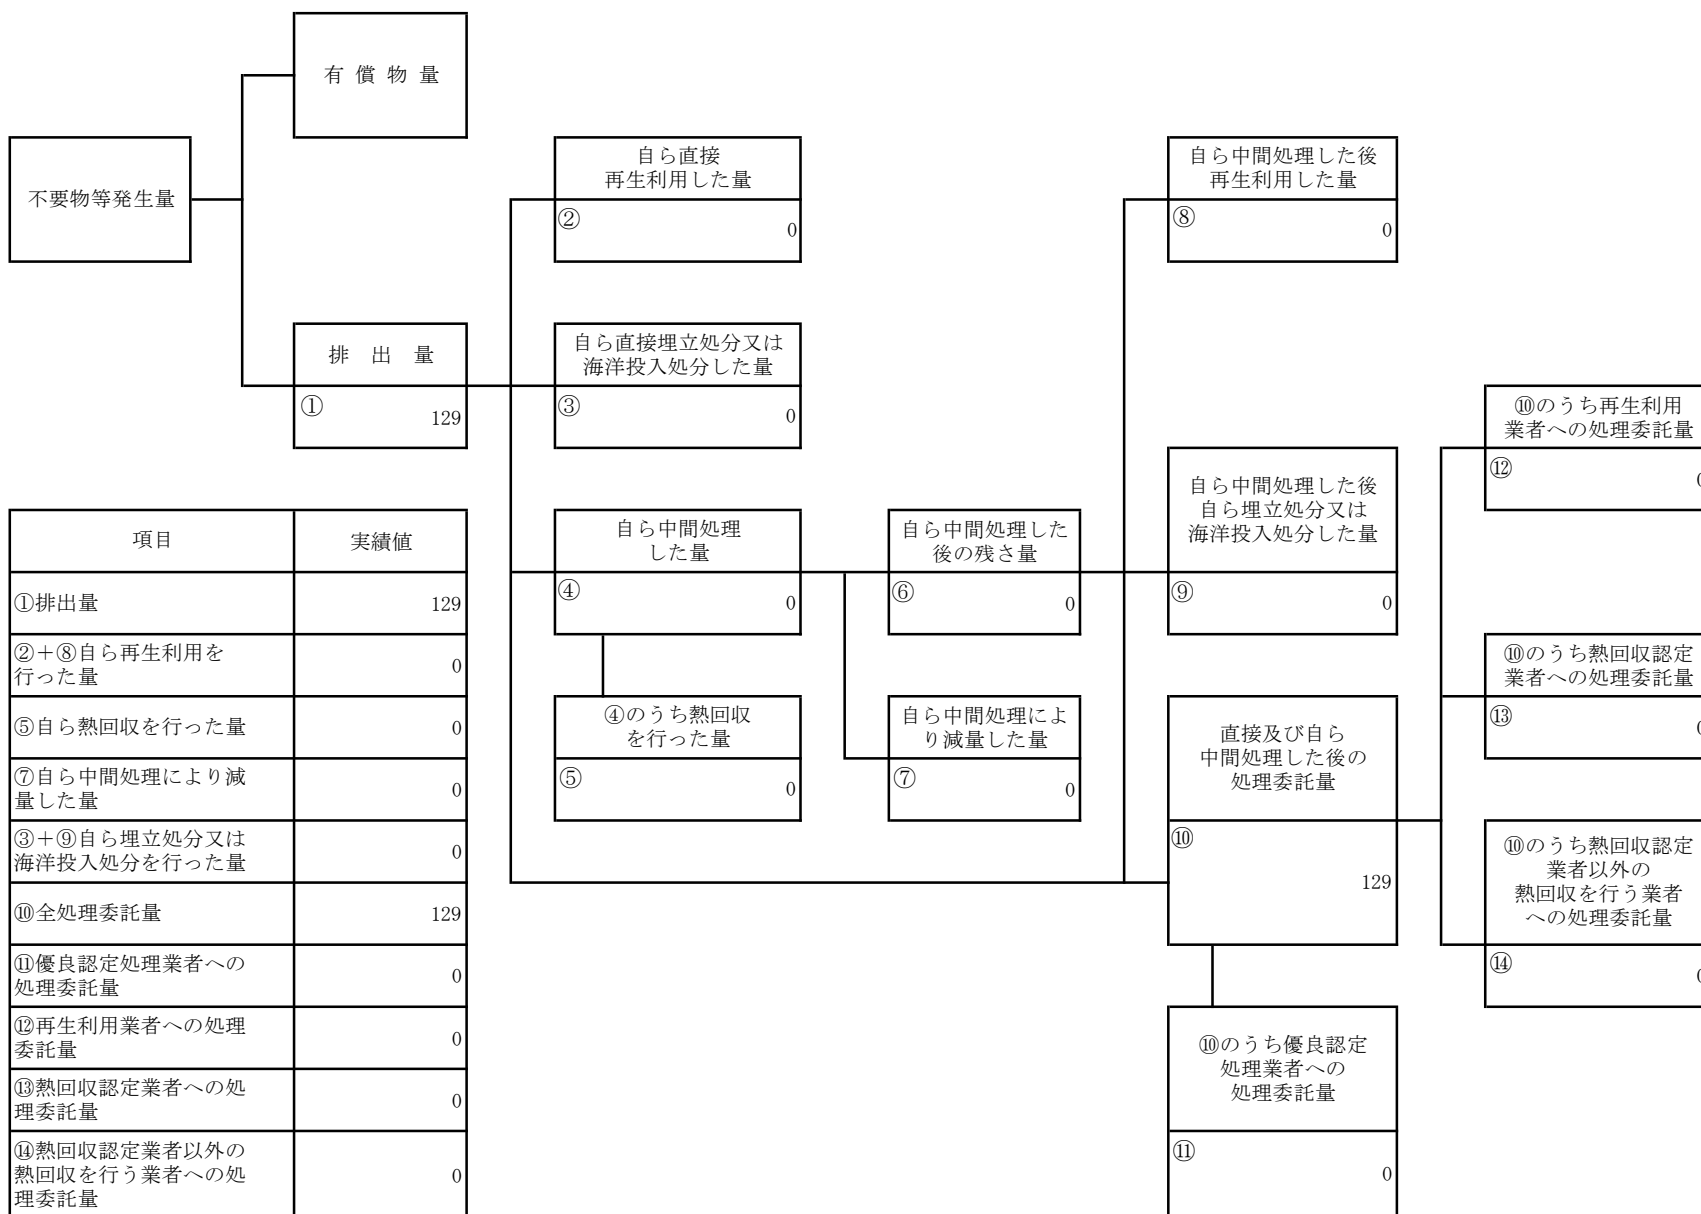 有 償 物 量
不要物等発生量
自ら直接
再生利用した量
②
0
自ら中間処理した後
再生利用した量
⑧
0
排 出 量
①
129
自ら直接埋立処分又は
海洋投入処分した量
③
0
⑩のうち再生利用
業者への処理委託量
⑫
0
自ら中間処理した後
自ら埋立処分又は
海洋投入処分した量
⑨
0
自ら中間処理
した量
④
0
自ら中間処理した
後の残さ量
⑥
0
⑩のうち熱回収認定
業者への処理委託量
⑬
0
④のうち熱回収
を行った量
⑤
0
自ら中間処理によ
り減量した量
⑦
0
直接及び自ら
中間処理した後の
処理委託量
⑩
129
⑩のうち熱回収認定
業者以外の
熱回収を行う業者
への処理委託量
⑭
0
⑩のうち優良認定
処理業者への
処理委託量
⑪
0
項目 実績値
①排出量 129
②＋⑧自ら再生利用を
行った量 0
⑤自ら熱回収を行った量 0
⑦自ら中間処理により減
量した量 0
③＋⑨自ら埋立処分又は
海洋投入処分を行った量 0
⑩全処理委託量 129
⑪優良認定処理業者への
処理委託量 0
⑫再生利用業者への処理
委託量 0
⑬熱回収認定業者への処
理委託量 0
⑭熱回収認定業者以外の
熱回収を行う業者への処
理委託量 0